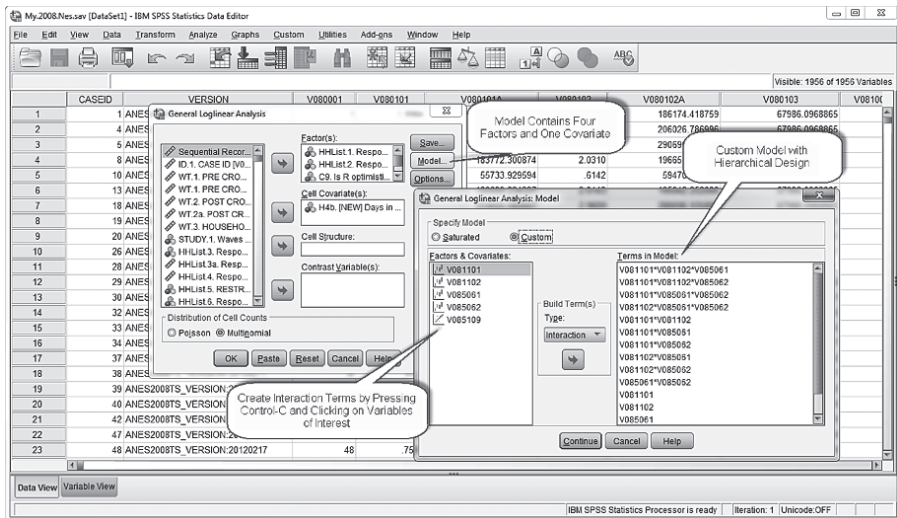 My.2008.Nes.sav [DataSet1] - IBM SPSS Statistics Data Editor
File Edit View Data Transform Analyze Graphs Custom Utilities Add-ons Window Help
Visible: 1956 of 1956 Variables
CASEID VERSION V080001 V080101 V080101A V080102 V080102A V080103 V08010
1 1 ANES 186174.418759 67986.0968865
2 4 ANES 206026.786996 67986.0968865
3 5 ANES
4 8 ANES 183772.300874 2.0310
5 10 ANES 55733.929594 .6142
6 13 ANES
7 18 ANES
8 19 ANES
9 20 ANES
10 26 ANES
11 28 ANES
12 29 ANES
13 30 ANES
14 32 ANES
15 33 ANES
16 34 ANES
17 37 ANES
18 38 ANES
19 39 ANES2008TS_VERSION:
20 40 ANES2008TS_VERSION:
21 42 ANES2008TS_VERSION:
22 47 ANES2008TS_VERSION:
23 48 ANES2008TS_VERSION:20120217 48 .75
General Loglinear Analysis
Sequential Recor...
ID.1. CASE ID [V0...
WT.1. PRE CRO...
WT.1. PRE CRO...
WT.2. POST CRO...
WT.2a. POST CR...
WT.3. HOUSEHO...
STUDY.1. Waves ...
HHList.3. Respo...
HHList.3a. Resp...
HHList.4. Respo...
HHList.5. RESTR...
HHList.6. Respo...
Factor(s):
HHList.1. Respo...
HHList.2. Respo...
C9. Is R optimisti...
Cell Covariate(s):
H4b. [NEW] Days in ...
Cell Structure:
Contrast Variable(s):
Save...
Model...
Options...
Distribution of Cell Counts
Poisson Multinomial
OK Paste Reset Cancel Help
Model Contains Four
Factors and One Covariate
Custom Model with
Hierarchical Design
General Loglinear Analysis: Model
Specify Model
Saturated Custom
Factors & Covariates:
V081101
V081102
V085061
V085062
V085109
Build Term(s)
Type:
Interaction
Terms in Model:
V081101*V081102*V085061
V081101*V081102*V085062
V081101*V085061*V085062
V081102*V085061*V085062
V081101*V081102
V081101*V085061
V081101*V085062
V081102*V085061
V081102*V085062
V085061*V085062
V081101
V081102
V085061
Continue Cancel Help
Create Interaction Terms by Pressing
Control-C and Clicking on Variables
of Interest
Data View Variable View
IBM SPSS Statistics Processor is ready Iteration: 1 Unicode:OFF